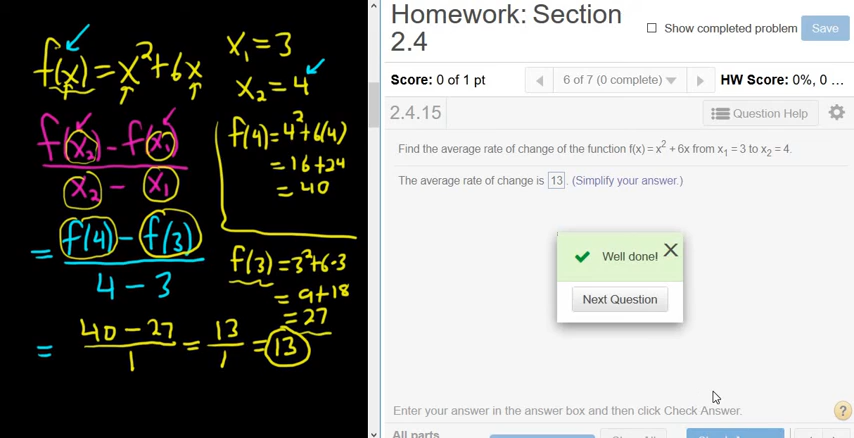 f(x) = x² + 6x
x₁ = 3
x₂ = 4
f(x₂) − f(x₁)
x₂ − x₁
f(4) = 4² + 6(4)
= 16 + 24
= 40
= f(4) − f(3)
4 − 3
f(3) = 3² + 6·3
= 9 + 18
= 27
= 40 − 27
1
= 13
1
= 13
Homework: Section
2.4
Show completed problem
Save
Score: 0 of 1 pt
6 of 7 (0 complete)
HW Score: 0%, 0 ...
2.4.15
Question Help
Find the average rate of change of the function f(x) = x² + 6x from x₁ = 3 to x₂ = 4.
The average rate of change is 13. (Simplify your answer.)
Well done!
Next Question
Enter your answer in the answer box and then click Check Answer.
?
All parts